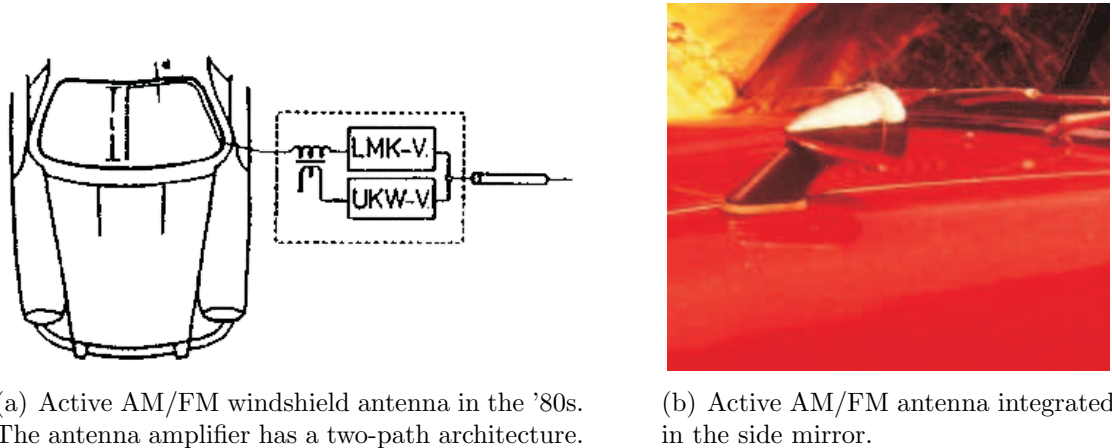 LMK-V.
UKW-V.
(a) Active AM/FM windshield antenna in the '80s.
The antenna amplifier has a two-path architecture.
(b) Active AM/FM antenna integrated
in the side mirror.